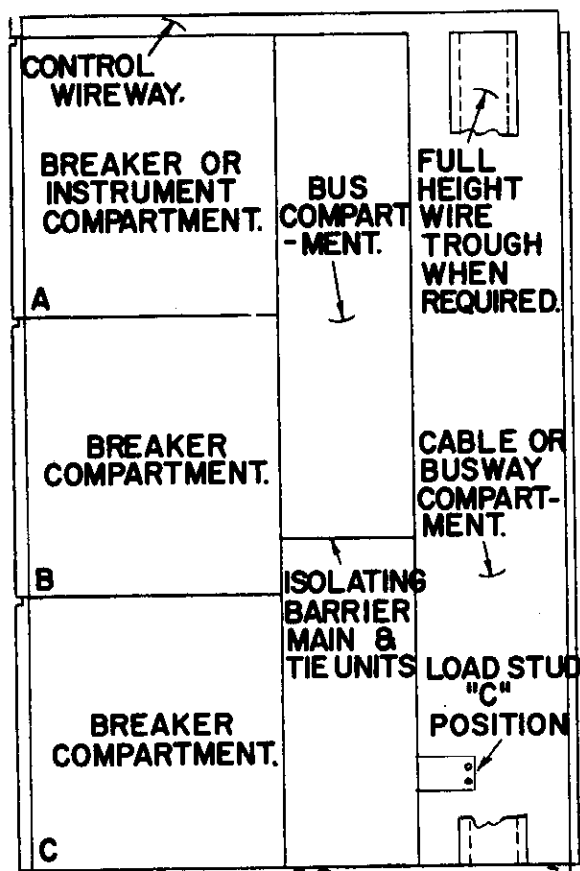 CONTROL
WIREWAY.
BREAKER OR
INSTRUMENT
COMPARTMENT.
A
BUS
COMPART
-MENT.
FULL
HEIGHT
WIRE
TROUGH
WHEN
REQUIRED.
BREAKER
COMPARTMENT.
B
CABLE OR
BUSWAY
COMPART-
MENT.
ISOLATING
BARRIER
MAIN &
TIE UNITS
LOAD STUD
"C"
POSITION
BREAKER
COMPARTMENT.
C